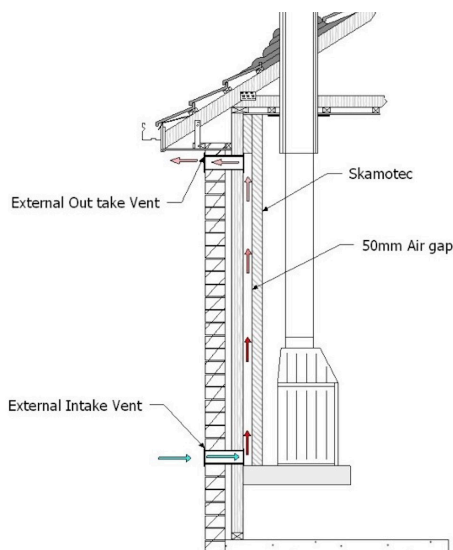 Skamotec
External Out take Vent
50mm Air gap
External Intake Vent